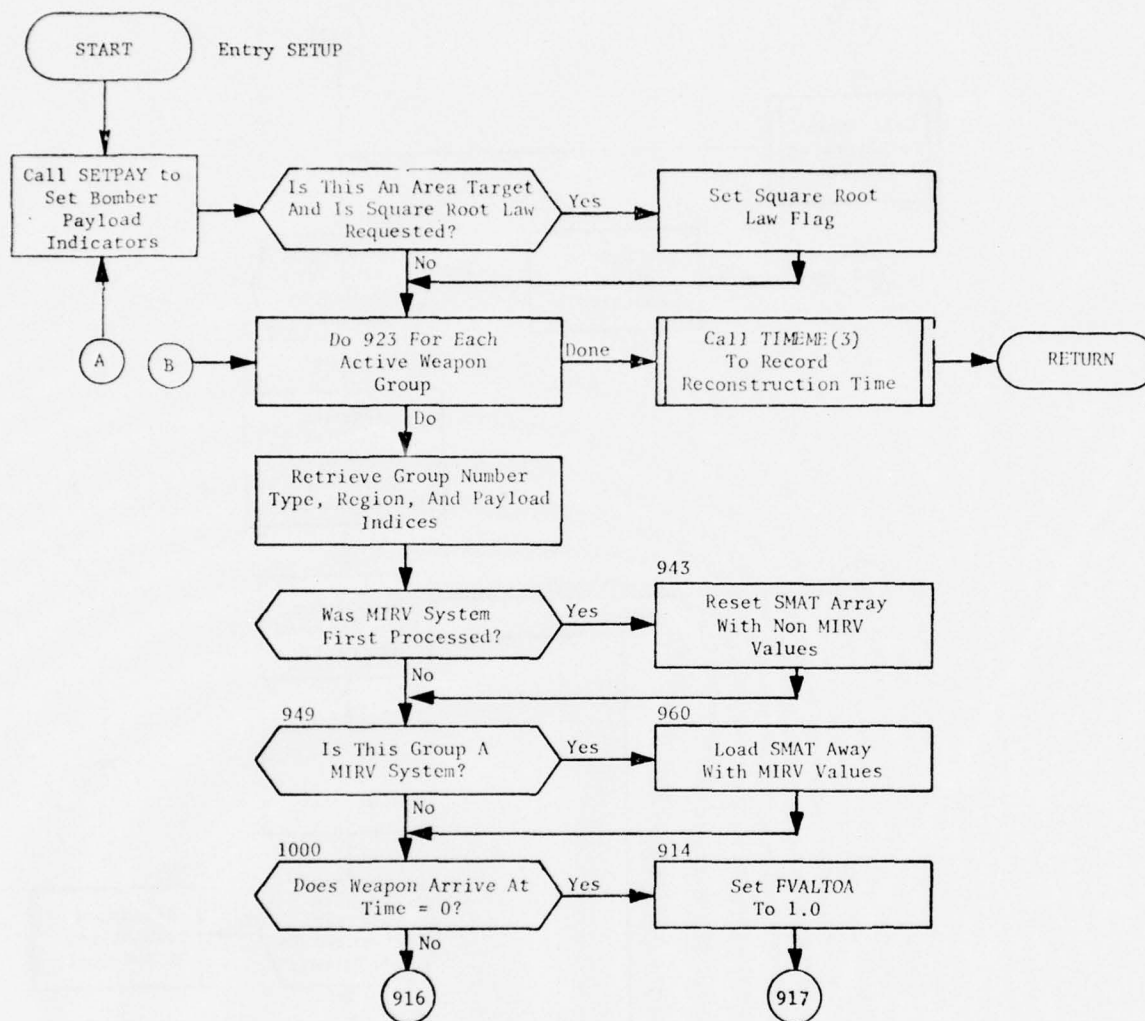 START
Entry SETUP
Call SETPAY to
Set Bomber
Payload
Indicators
Is This An Area Target
And Is Square Root Law
Requested?
Yes
Set Square Root
Law Flag
No
A
B
Do 923 For Each
Active Weapon
Group
Done
Call TIMEME(3)
To Record
Reconstruction Time
RETURN
Do
Retrieve Group Number
Type, Region, And Payload
Indices
Was MIRV System
First Processed?
Yes
943
Reset SMAT Array
With Non MIRV
Values
No
949
Is This Group A
MIRV System?
Yes
960
Load SMAT Away
With MIRV Values
No
1000
Does Weapon Arrive At
Time = 0?
Yes
914
Set FVALTOA
To 1.0
No
916
917